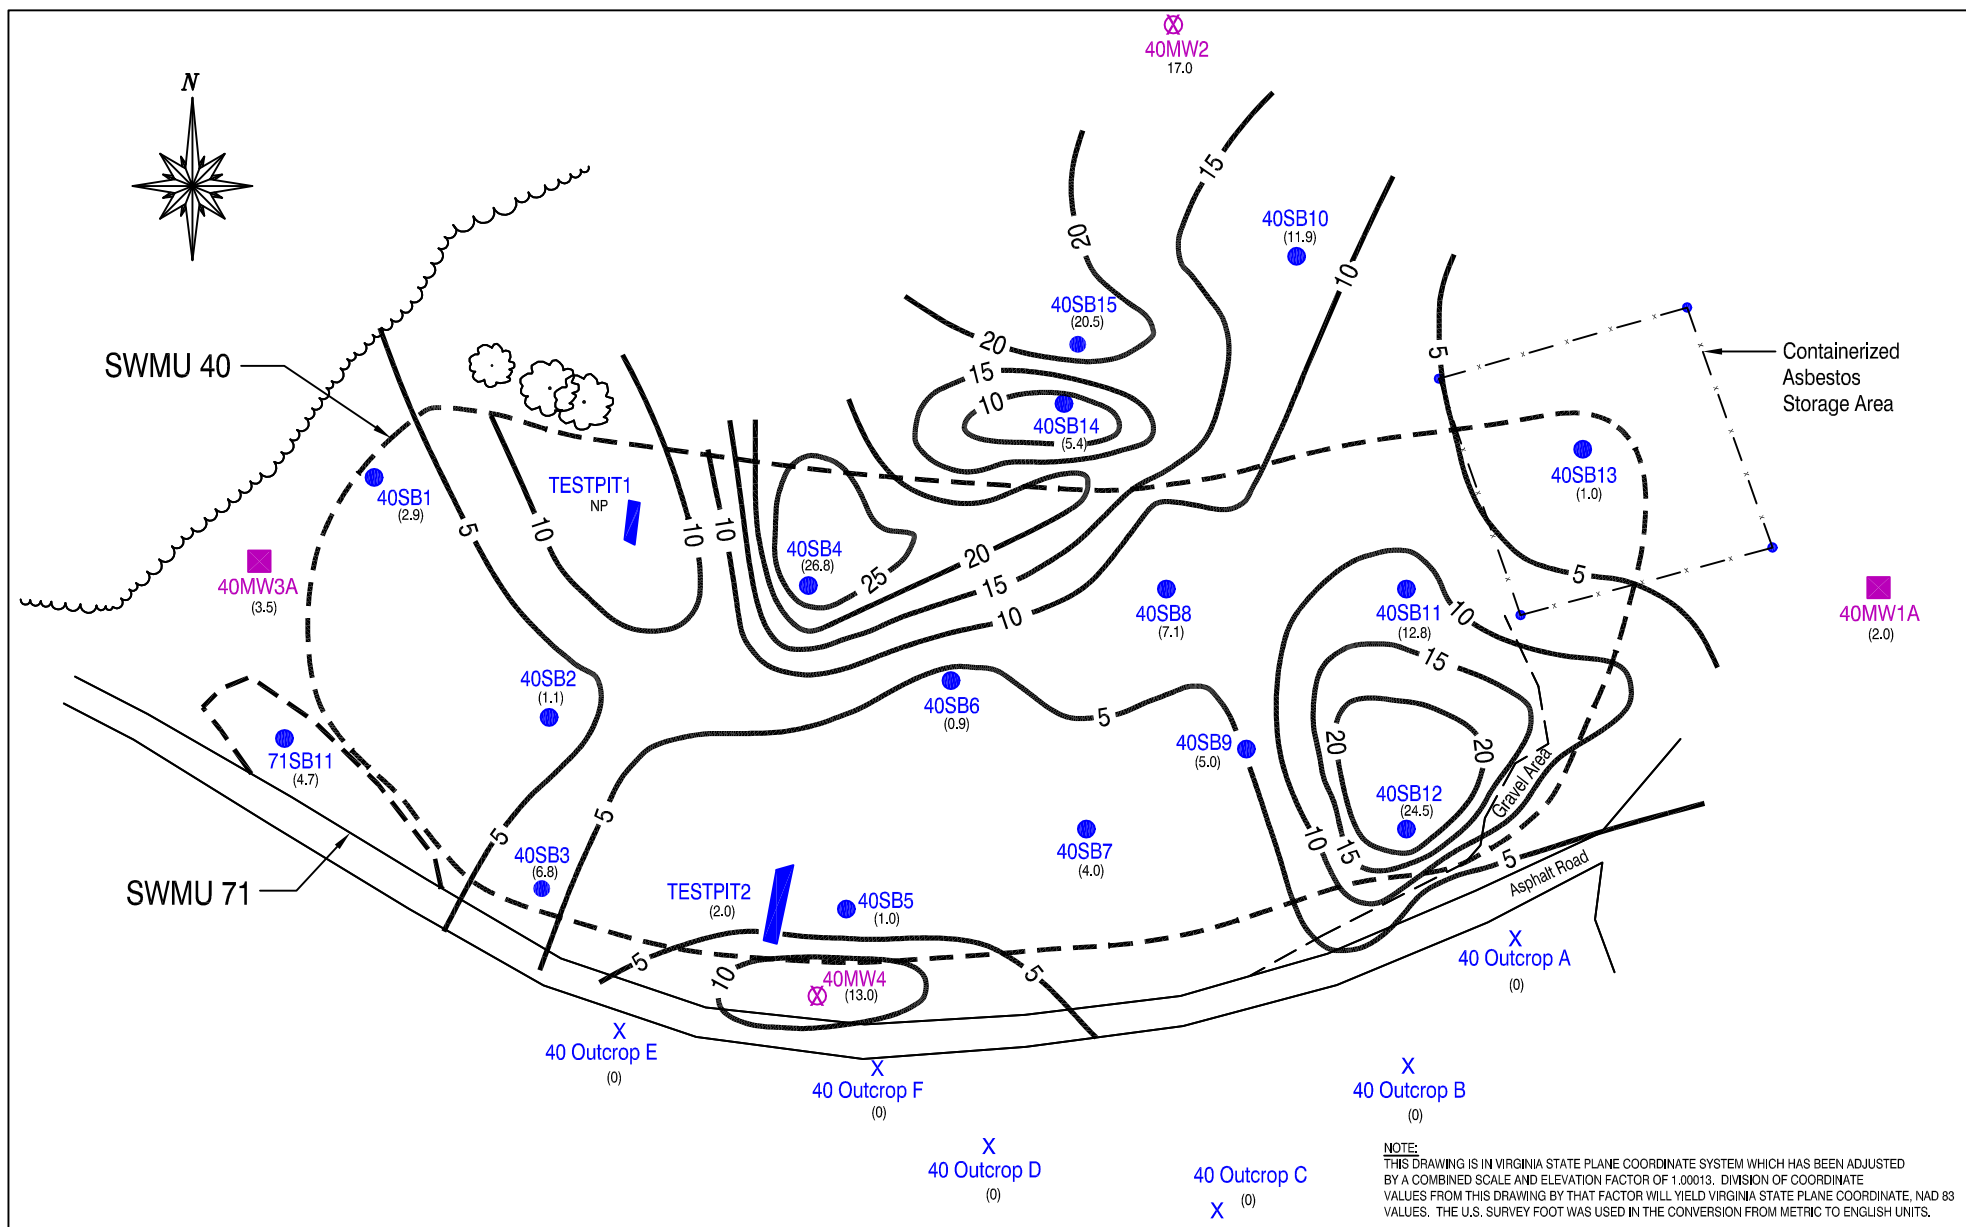 N
40MW2
17.0
15
20
40SB10
(11.9)
10
40SB15
(20.5)
20
5
Containerized
Asbestos
Storage Area
SWMU 40
15
10
40SB14
(5.4)
40SB1
(2.9)
TESTPIT1
NP
40SB13
(1.0)
5
10
10
10
40SB4
(26.8)
20
25
15
10
40MW3A
(3.5)
40SB8
(7.1)
40SB11
(12.8)
10
5
40MW1A
(2.0)
40SB2
(1.1)
40SB6
(0.9)
5
15
71SB11
(4.7)
40SB9
(5.0)
20
20
Gravel Area
40SB12
(24.5)
5
5
40SB3
(6.8)
40SB7
(4.0)
10
15
5
Asphalt Road
SWMU 71
TESTPIT2
(2.0)
40SB5
(1.0)
5
10
40MW4
(13.0)
5
X
40 Outcrop A
(0)
X
40 Outcrop E
(0)
X
40 Outcrop F
(0)
X
40 Outcrop B
(0)
X
40 Outcrop D
(0)
40 Outcrop C
(0)
X
NOTE:
THIS DRAWING IS IN VIRGINIA STATE PLANE COORDINATE SYSTEM WHICH HAS BEEN ADJUSTED
BY A COMBINED SCALE AND ELEVATION FACTOR OF 1.00013. DIVISION OF COORDINATE
VALUES FROM THIS DRAWING BY THAT FACTOR WILL YIELD VIRGINIA STATE PLANE COORDINATE, NAD 83
VALUES. THE U.S. SURVEY FOOT WAS USED IN THE CONVERSION FROM METRIC TO ENGLISH UNITS.